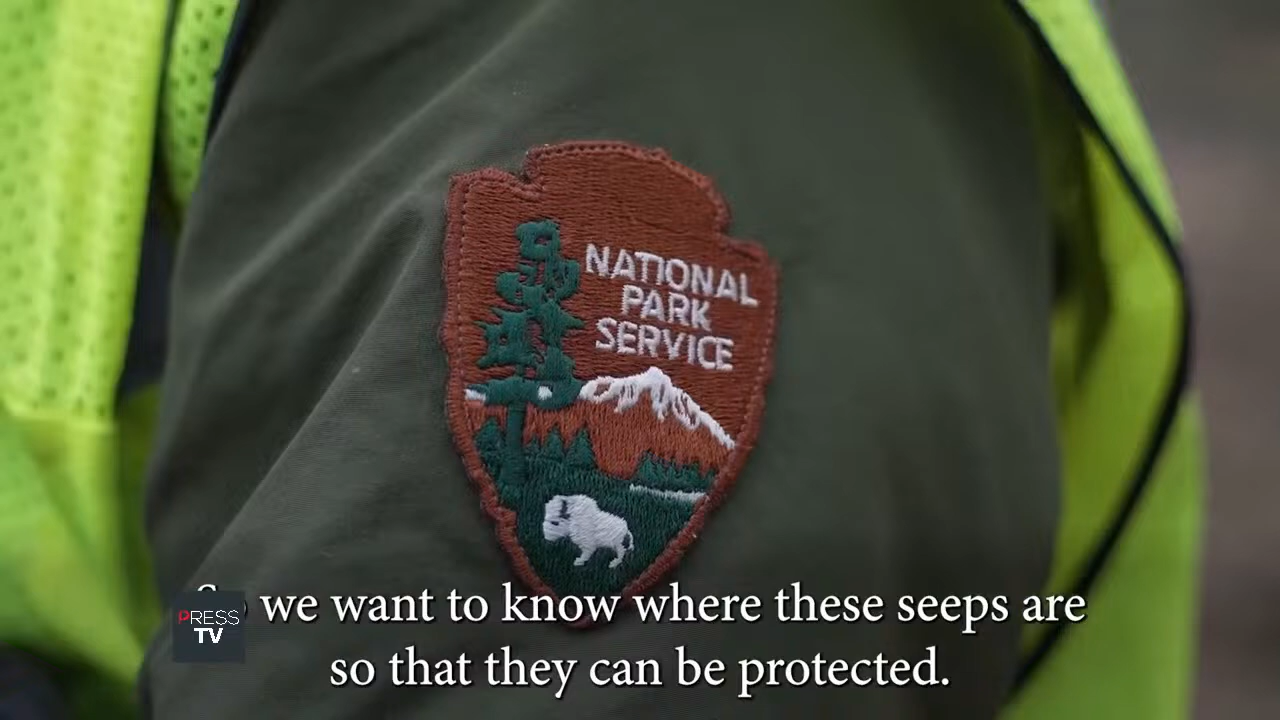 NATIONAL
PARK
SERVICE
So we want to know where these seeps are
so that they can be protected.
PRESS
TV